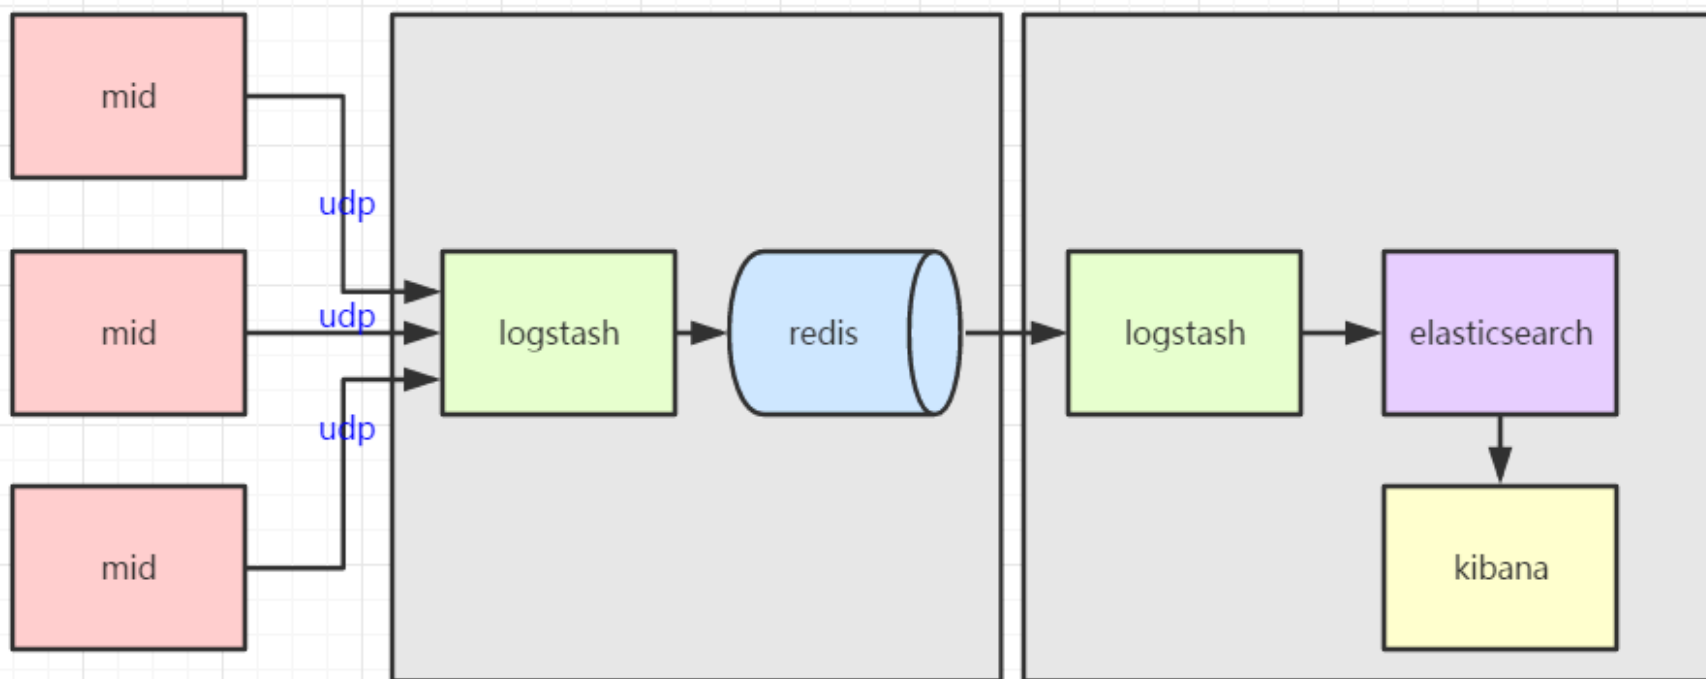 mid
udp
mid
udp
logstash
redis
logstash
elasticsearch
udp
mid
kibana